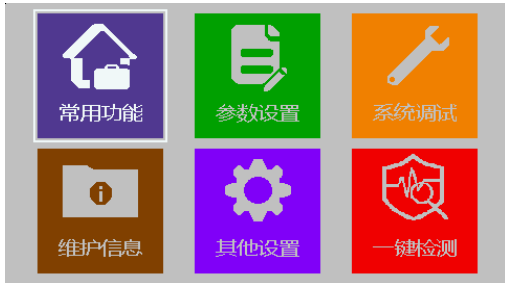 常用功能
参数设置
系统调试
维护信息
其他设置
一键检测